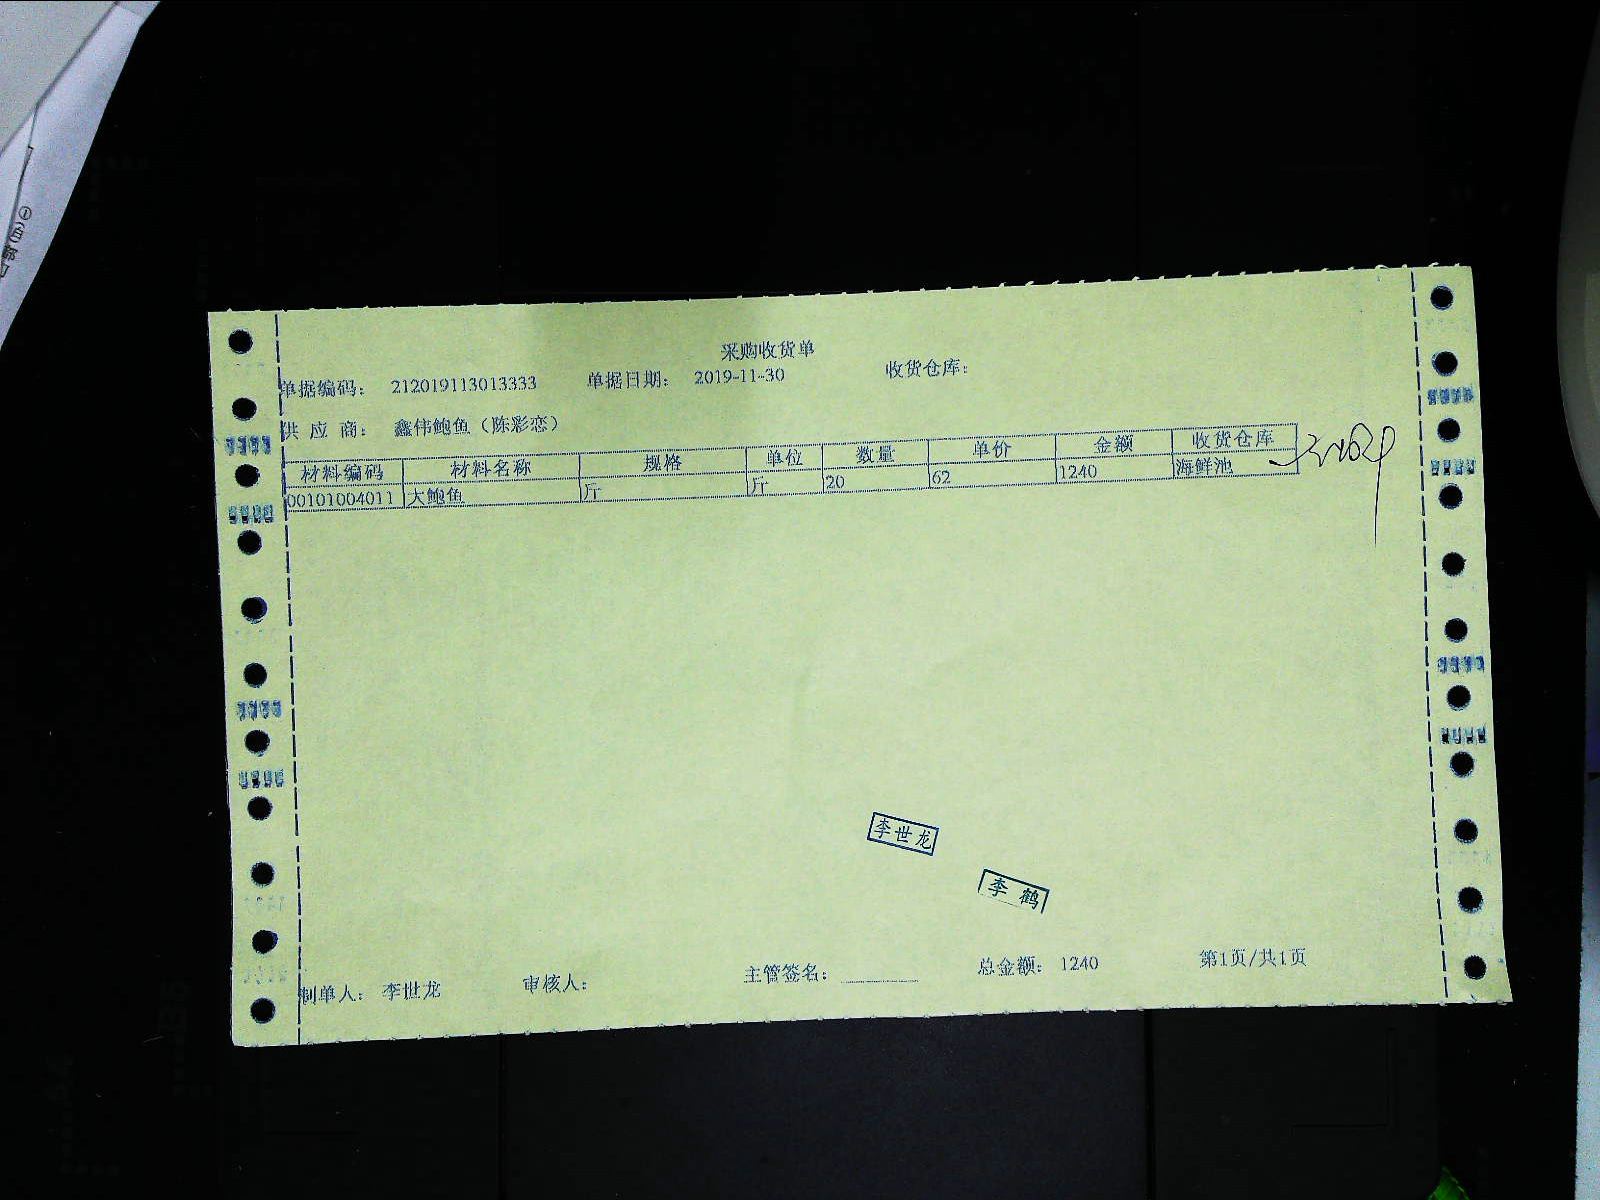 采购收货单
单据编码： 212019113013333 单据日期： 2019-11-30 收货仓库：
供 应 商： 鑫伟鲍鱼（陈彩恋）
材料编码 材料名称 规格 单位 数量 单价 金额 收货仓库
00101004011 大鲍鱼 斤 斤 20 62 1240 海鲜池
李世龙
李 鹤
制单人： 李世龙 审核人： 主管签名： 总金额： 1240 第1页/共1页